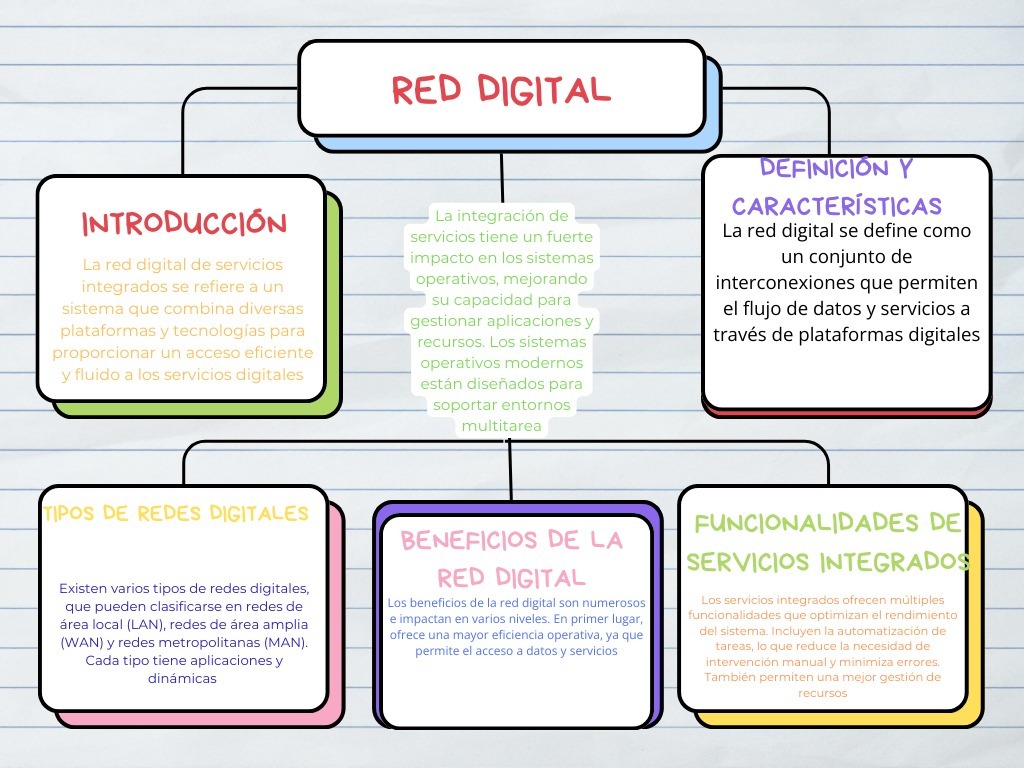 RED DIGITAL
INTRODUCCIÓN
La red digital de servicios
integrados se refiere a un
sistema que combina diversas
plataformas y tecnologías para
proporcionar un acceso eficiente
y fluido a los servicios digitales
La integración de
servicios tiene un fuerte
impacto en los sistemas
operativos, mejorando
su capacidad para
gestionar aplicaciones y
recursos. Los sistemas
operativos modernos
están diseñados para
soportar entornos
multitarea
DEFINICIÓN Y
CARACTERÍSTICAS
La red digital se define como
un conjunto de
interconexiones que permiten
el flujo de datos y servicios a
través de plataformas digitales
TIPOS DE REDES DIGITALES
Existen varios tipos de redes digitales,
que pueden clasificarse en redes de
área local (LAN), redes de área amplia
(WAN) y redes metropolitanas (MAN).
Cada tipo tiene aplicaciones y
dinámicas
BENEFICIOS DE LA
RED DIGITAL
Los beneficios de la red digital son numerosos
e impactan en varios niveles. En primer lugar,
ofrece una mayor eficiencia operativa, ya que
permite el acceso a datos y servicios
FUNCIONALIDADES DE
SERVICIOS INTEGRADOS
Los servicios integrados ofrecen múltiples
funcionalidades que optimizan el rendimiento
del sistema. Incluyen la automatización de
tareas, lo que reduce la necesidad de
intervención manual y minimiza errores.
También permiten una mejor gestión de
recursos